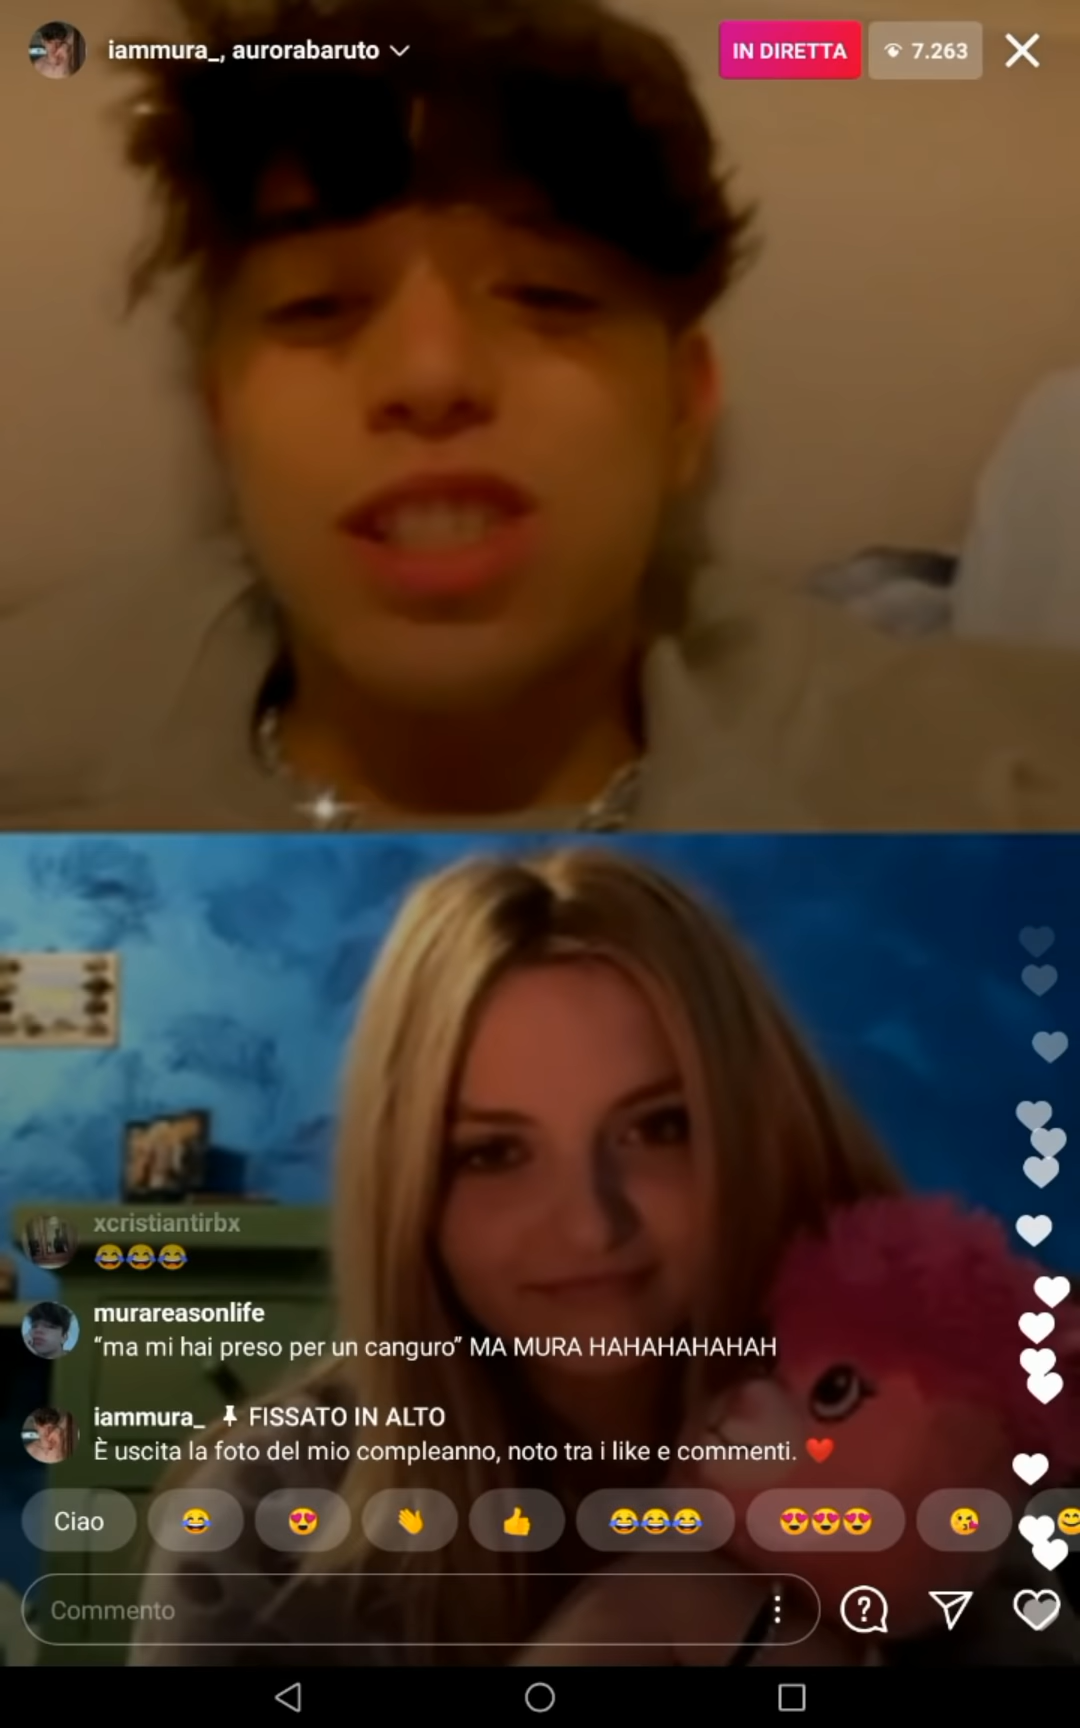 iammura_, aurorabaruto
IN DIRETTA
7.263
xcristiantirbx
😂😂😂
murareasonlife
“ma mi hai preso per un canguro” MA MURA HAHAHAHAHAH
iammura_ 📌 FISSATO IN ALTO
È uscita la foto del mio compleanno, noto tra i like e commenti. ❤️
Ciao 😂 😍 👋 👍 😂😂😂 😍😍😍 😘 😊
Commento